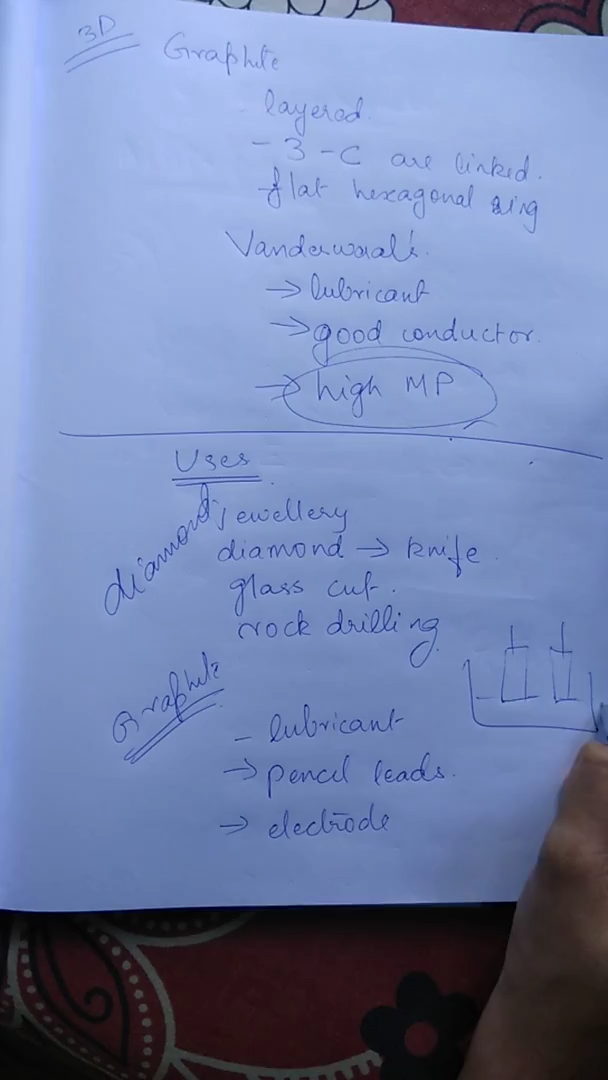 3D
Graphite
layered
- 3 - C are linked.
flat hexagonal ring
Vanderwaal's.
→ lubricant
→ good conductor.
→ high MP
Uses
diamond
jewellery
diamond → knife.
glass cut.
rock drilling
Graphite
- lubricant
→ pencil leads.
→ electrode